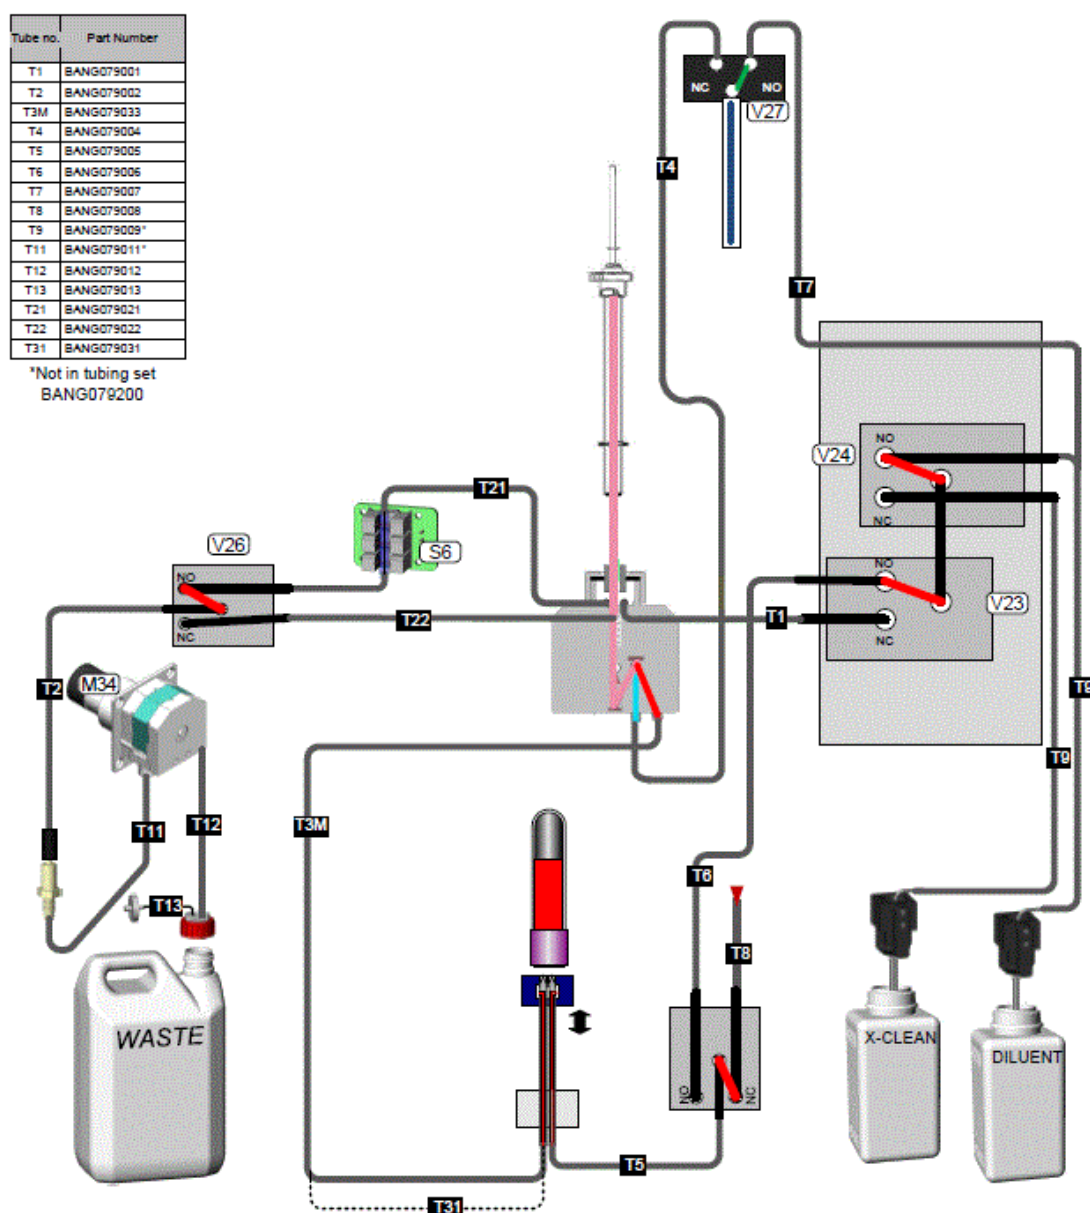 Tube no. Part Number
T1 BANG079001
T2 BANG079002
T3M BANG079033
T4 BANG079004
T5 BANG079005
T6 BANG079006
T7 BANG079007
T8 BANG079008
T9 BANG079009*
T11 BANG079011*
T12 BANG079012
T13 BANG079013
T21 BANG079021
T22 BANG079022
T31 BANG079031
*Not in tubing set
BANG079200
NC NO
V27
T4
T7
NO
V24
NC
T21
S6
V26
NO
NC
T22
NO
V23
T1
NC
T2
M34
T9
T9
T11
T12
T3M
T13
T6
T8
WASTE
X-CLEAN
DILUENT
NO
NC
T5
T31